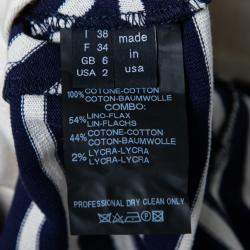 I 38 made
F 34 in
GB 6 usa
USA 2
100% COTONE-COTTON
COTON-BAUMWOLLE
COMBO:
54% LINO-FLAX
LIN-FLACHS
44% COTONE-COTTON
COTON-BAUMWOLLE
2% LYCRA-LYCRA
LYCRA-LYCRA
PROFESSIONAL DRY CLEAN ONLY